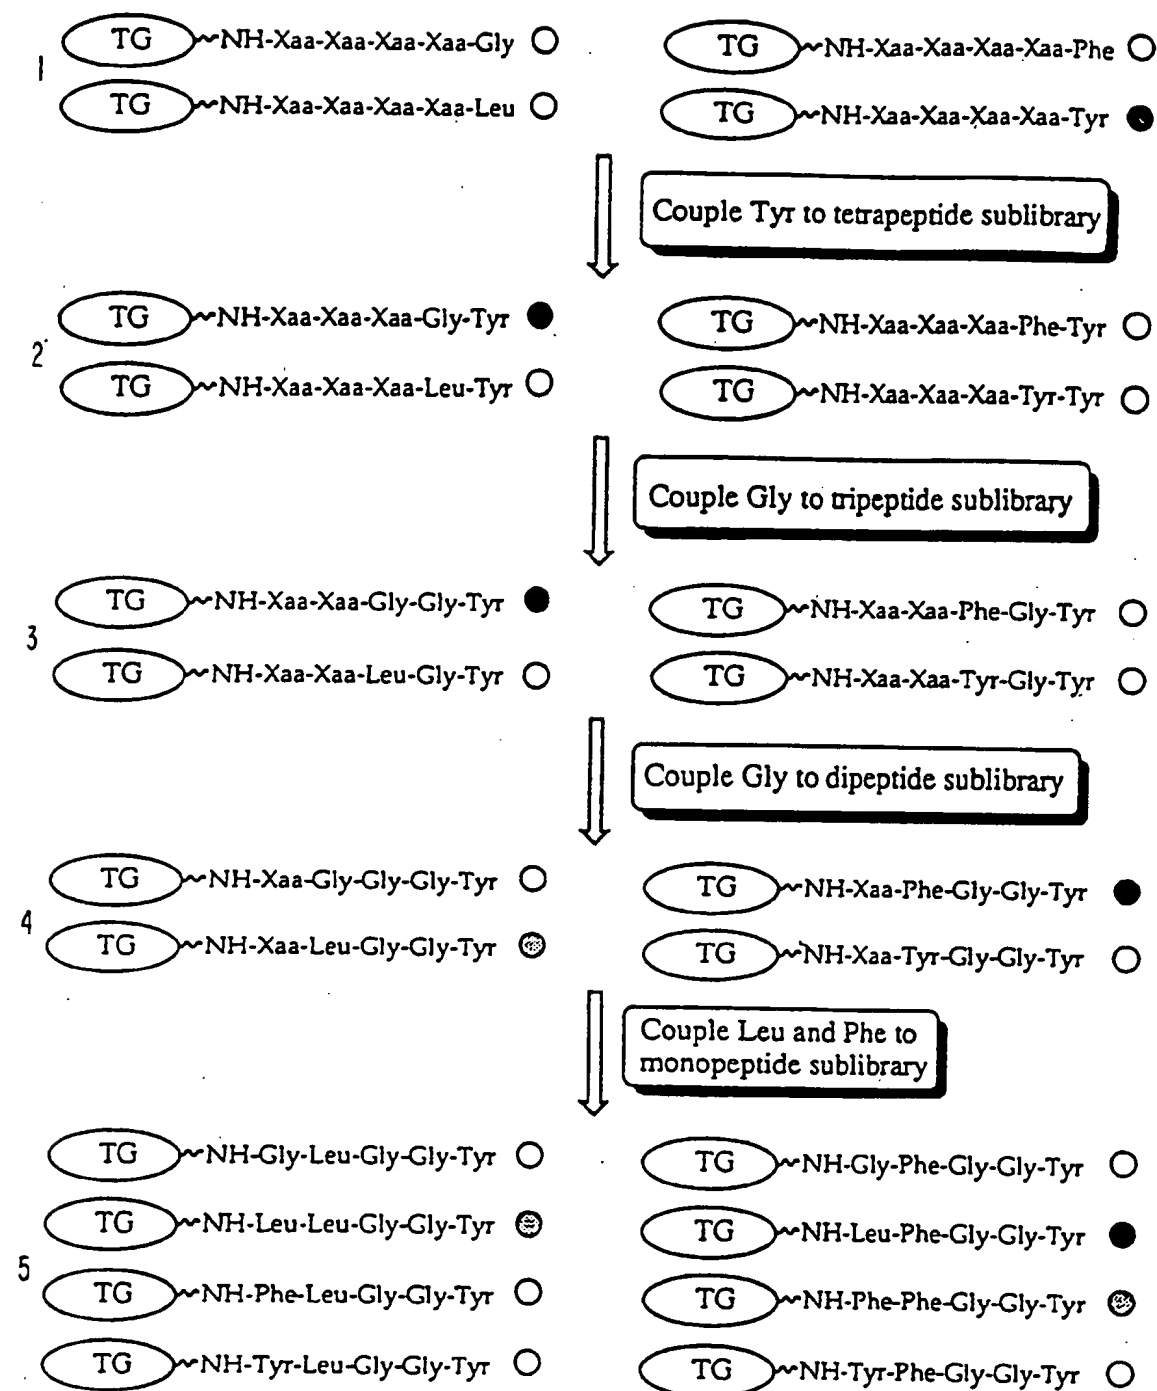 TG NH-Xaa-Xaa-Xaa-Xaa-Gly
TG NH-Xaa-Xaa-Xaa-Xaa-Phe
1
TG NH-Xaa-Xaa-Xaa-Xaa-Leu
TG NH-Xaa-Xaa-Xaa-Xaa-Tyr
Couple Tyr to tetrapeptide sublibrary
TG NH-Xaa-Xaa-Xaa-Gly-Tyr
TG NH-Xaa-Xaa-Xaa-Phe-Tyr
2
TG NH-Xaa-Xaa-Xaa-Leu-Tyr
TG NH-Xaa-Xaa-Xaa-Tyr-Tyr
Couple Gly to tripeptide sublibrary
TG NH-Xaa-Xaa-Gly-Gly-Tyr
TG NH-Xaa-Xaa-Phe-Gly-Tyr
3
TG NH-Xaa-Xaa-Leu-Gly-Tyr
TG NH-Xaa-Xaa-Tyr-Gly-Tyr
Couple Gly to dipeptide sublibrary
TG NH-Xaa-Gly-Gly-Gly-Tyr
TG NH-Xaa-Phe-Gly-Gly-Tyr
4
TG NH-Xaa-Leu-Gly-Gly-Tyr
TG NH-Xaa-Tyr-Gly-Gly-Tyr
Couple Leu and Phe to
monopeptide sublibrary
TG NH-Gly-Leu-Gly-Gly-Tyr
TG NH-Gly-Phe-Gly-Gly-Tyr
TG NH-Leu-Leu-Gly-Gly-Tyr
TG NH-Leu-Phe-Gly-Gly-Tyr
5
TG NH-Phe-Leu-Gly-Gly-Tyr
TG NH-Phe-Phe-Gly-Gly-Tyr
TG NH-Tyr-Leu-Gly-Gly-Tyr
TG NH-Tyr-Phe-Gly-Gly-Tyr